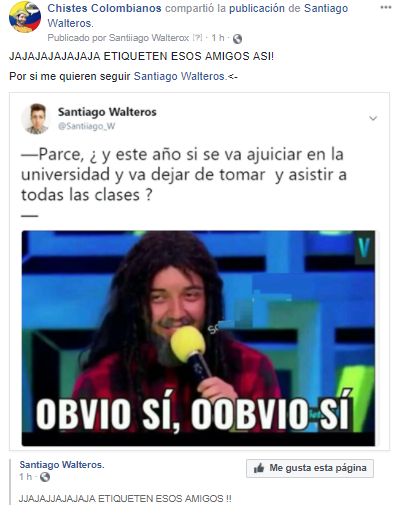 Chistes Colombianos compartió la publicación de Santiago
Walteros.
Publicado por Santiiago Walterox [?] · 1 h ·
JAJAJAJAJAJAJA ETIQUETEN ESOS AMIGOS ASI!
Por si me quieren seguir Santiago Walteros.<-
Santiago Walteros
@Santiiago_W
—Parce, ¿ y este año si se va ajuiciar en la
universidad y va dejar de tomar y asistir a
todas las clases ?
—
V
OBVIO SÍ, OOBVIO SÍ
Santiago Walteros.
1 h ·
Me gusta esta página
JJAJAJJAJAJAJA ETIQUETEN ESOS AMIGOS !!